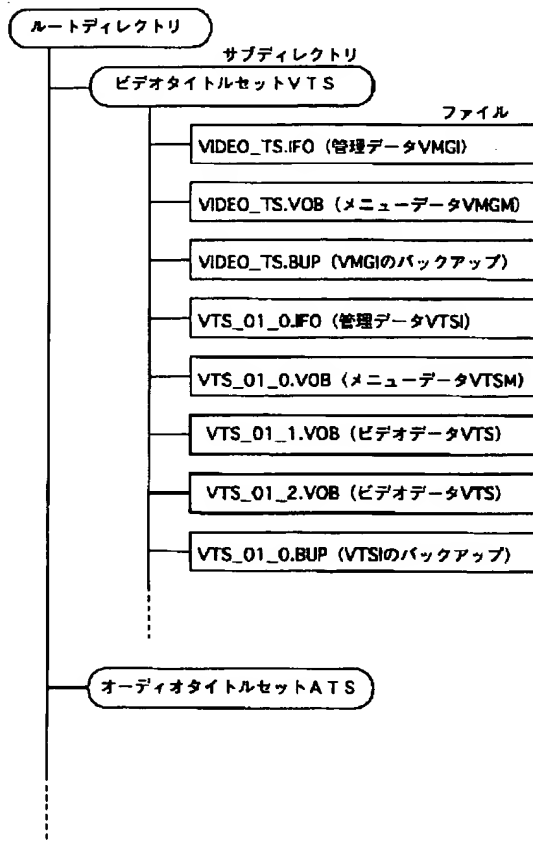 ルートディレクトリ
サブディレクトリ
ビデオタイトルセットVTS
ファイル
VIDEO_TS.IFO (管理データVMGI)
VIDEO_TS.VOB (メニューデータVMGM)
VIDEO_TS.BUP (VMGIのバックアップ)
VTS_01_0.IFO (管理データVTSI)
VTS_01_0.VOB (メニューデータVTSM)
VTS_01_1.VOB (ビデオデータVTS)
VTS_01_2.VOB (ビデオデータVTS)
VTS_01_0.BUP (VTSIのバックアップ)
オーディオタイトルセットATS